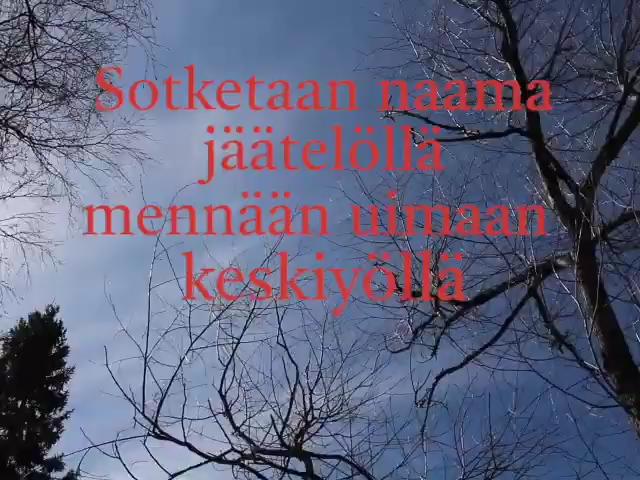 Sotketaan naama
jäätelöllä
mennään uimaan
keskiyöllä